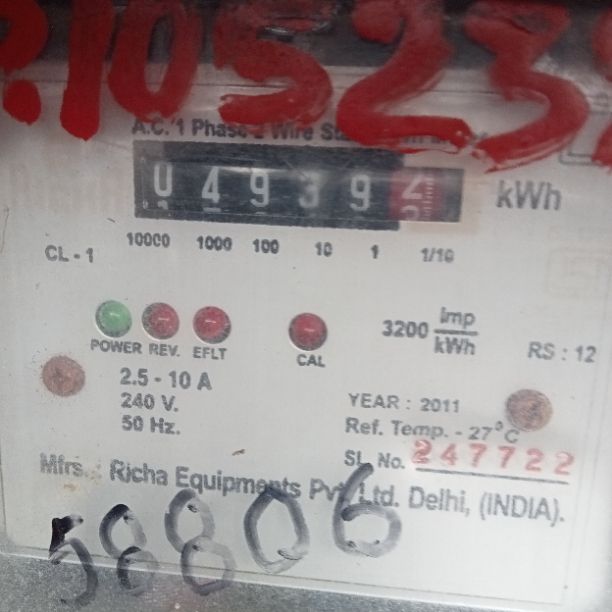 P.105235
A.C. 1 Phase 2 Wire
0 4 9 3 9 2 kWh
10000 1000 100 10 1 1/10
CL - 1
POWER REV. EFLT CAL
3200 Imp/kWh
RS : 12
2.5 - 10 A
240 V.
50 Hz.
YEAR : 2011
Ref. Temp. - 27°C
SL. No. 247722
Mfrs. : Richa Equipments Pvt. Ltd. Delhi, (INDIA).
58806